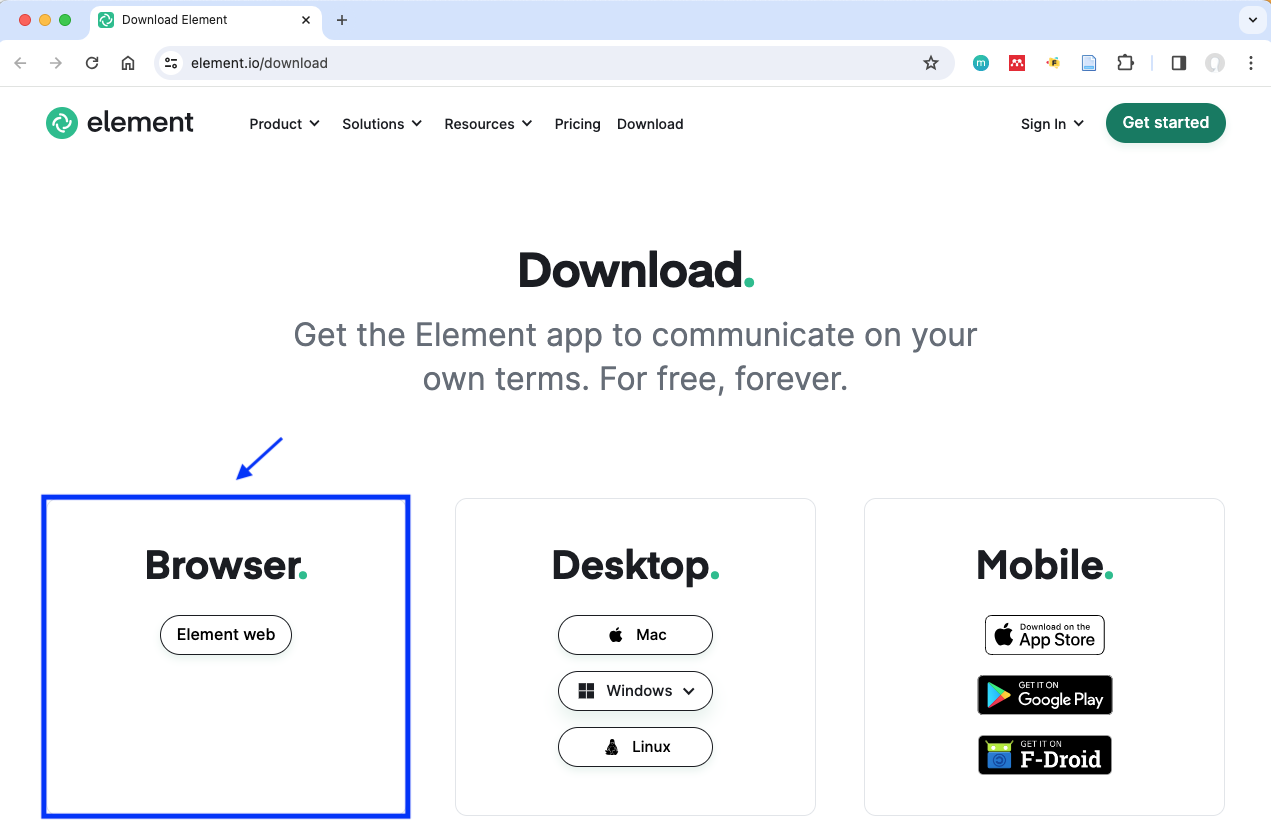 Download Element
element.io/download
element
Product
Solutions
Resources
Pricing
Download
Sign In
Get started
Download.
Get the Element app to communicate on your
own terms. For free, forever.
Browser.
Element web
Desktop.
Mac
Windows
Linux
Mobile.
Download on the
App Store
GET IT ON
Google Play
GET IT ON
F-Droid